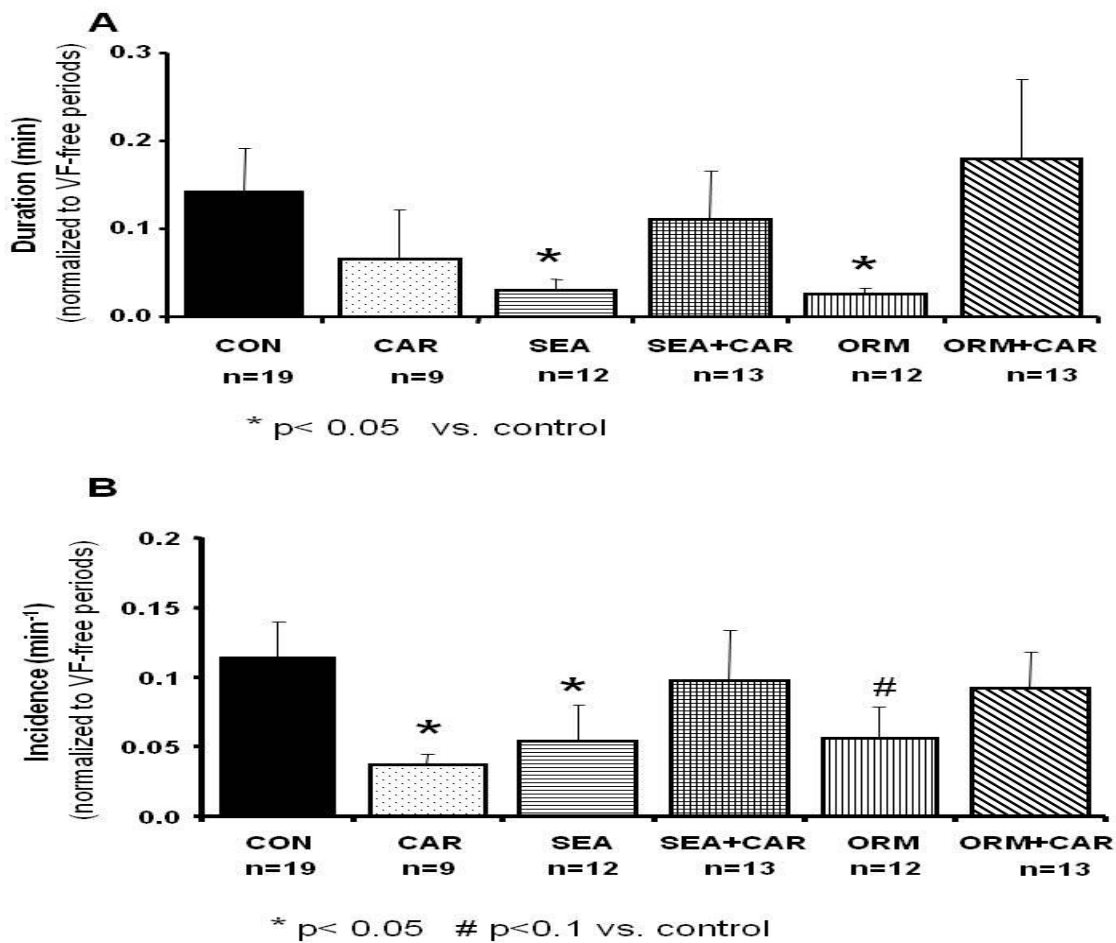 A
Duration (min)
(normalized to VF-free periods)
0.3
0.2
0.1
0.0
*
*
CON CAR SEA SEA+CAR ORM ORM+CAR
n=19 n=9 n=12 n=13 n=12 n=13
* p< 0.05 vs. control
B
Incidence (min-1)
(normalized to VF-free periods)
0.2
0.15
0.1
0.05
0.0
*
*
#
CON CAR SEA SEA+CAR ORM ORM+CAR
n=19 n=9 n=12 n=13 n=12 n=13
* p< 0.05 # p<0.1 vs. control